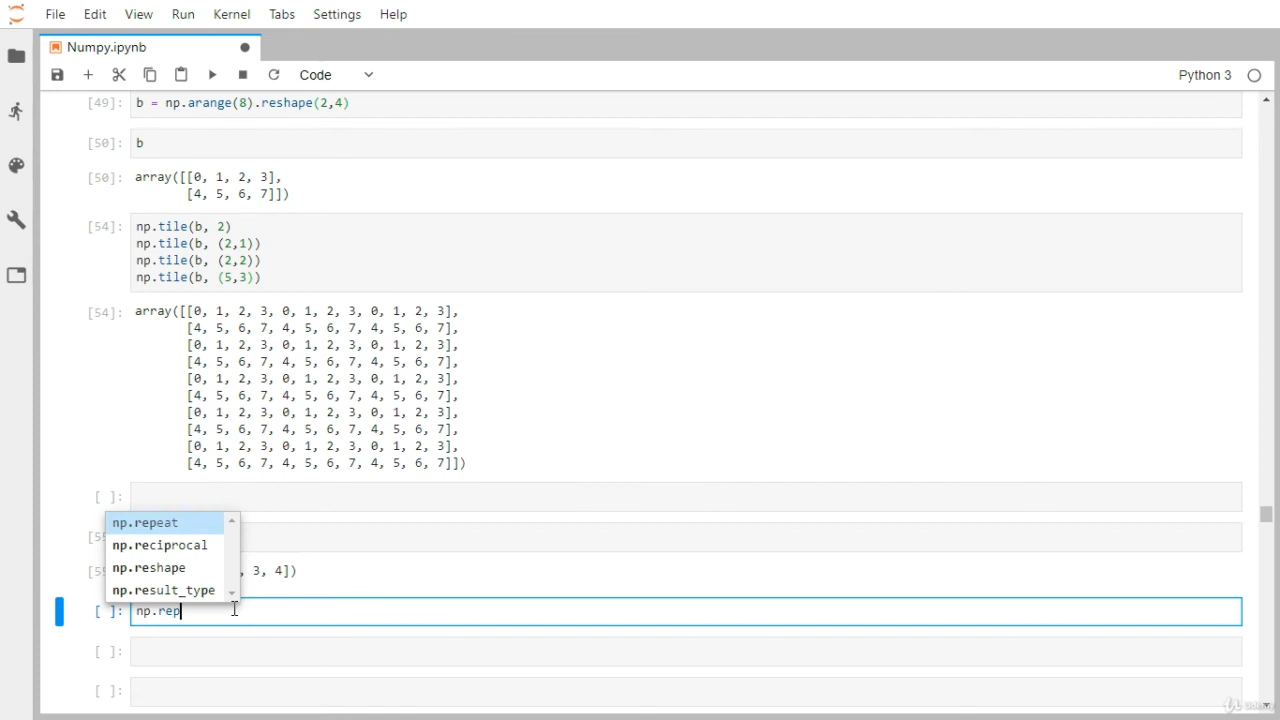 File Edit View Run Kernel Tabs Settings Help
Numpy.ipynb
Code
Python 3
[49]: b = np.arange(8).reshape(2,4)
[50]: b
[50]: array([[0, 1, 2, 3],
[4, 5, 6, 7]])
[54]: np.tile(b, 2)
np.tile(b, (2,1))
np.tile(b, (2,2))
np.tile(b, (5,3))
[54]: array([[0, 1, 2, 3, 0, 1, 2, 3, 0, 1, 2, 3],
[4, 5, 6, 7, 4, 5, 6, 7, 4, 5, 6, 7],
[0, 1, 2, 3, 0, 1, 2, 3, 0, 1, 2, 3],
[4, 5, 6, 7, 4, 5, 6, 7, 4, 5, 6, 7],
[0, 1, 2, 3, 0, 1, 2, 3, 0, 1, 2, 3],
[4, 5, 6, 7, 4, 5, 6, 7, 4, 5, 6, 7],
[0, 1, 2, 3, 0, 1, 2, 3, 0, 1, 2, 3],
[4, 5, 6, 7, 4, 5, 6, 7, 4, 5, 6, 7],
[0, 1, 2, 3, 0, 1, 2, 3, 0, 1, 2, 3],
[4, 5, 6, 7, 4, 5, 6, 7, 4, 5, 6, 7]])
[ ]:
np.repeat
np.reciprocal
np.reshape
, 3, 4])
np.result_type
[ ]: np.rep
[ ]:
[ ]: